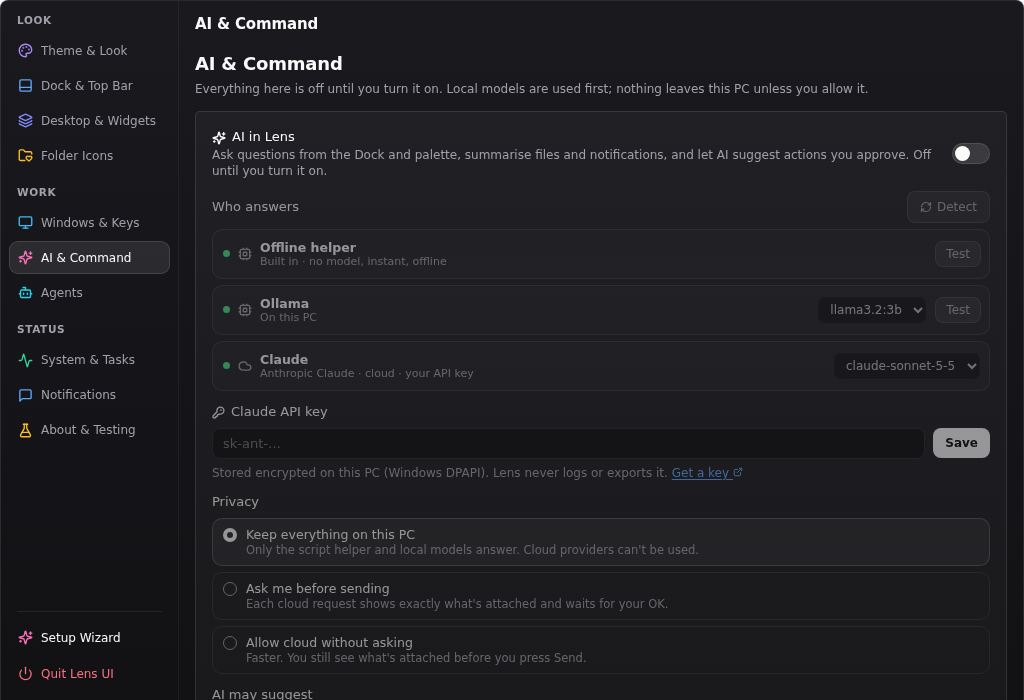 LOOK
Theme & Look
Dock & Top Bar
Desktop & Widgets
Folder Icons
WORK
Windows & Keys
AI & Command
Agents
STATUS
System & Tasks
Notifications
About & Testing
Setup Wizard
Quit Lens UI
AI & Command
AI & Command
Everything here is off until you turn it on. Local models are used first; nothing leaves this PC unless you allow it.
AI in Lens
Ask questions from the Dock and palette, summarise files and notifications, and let AI suggest actions you approve. Off
until you turn it on.
Who answers
Detect
Offline helper
Built in · no model, instant, offline
Test
Ollama
On this PC
llama3.2:3b
Test
Claude
Anthropic Claude · cloud · your API key
claude-sonnet-5-5
Claude API key
sk-ant-...
Save
Stored encrypted on this PC (Windows DPAPI). Lens never logs or exports it. Get a key
Privacy
Keep everything on this PC
Only the script helper and local models answer. Cloud providers can't be used.
Ask me before sending
Each cloud request shows exactly what's attached and waits for your OK.
Allow cloud without asking
Faster. You still see what's attached before you press Send.
AI may suggest